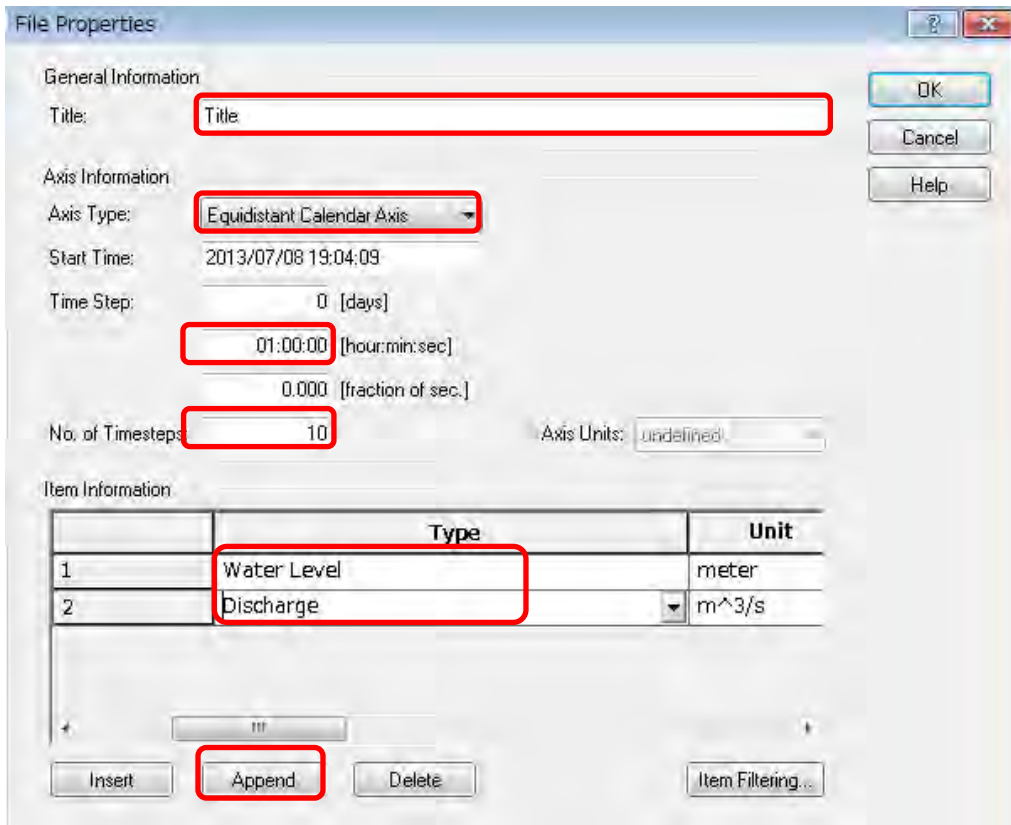 File Properties
General Information
OK
Title: Title
Cancel
Axis Information
Help
Axis Type: Equidistant Calendar Axis
Start Time: 2013/07/08 19:04:09
Time Step: 0 [days]
01:00:00 [hour:min:sec]
0.000 [fraction of sec.]
No. of Timesteps: 10 Axis Units: undefined
Item Information
Type Unit
1 Water Level meter
2 Discharge m^3/s
Insert Append Delete Item Filtering...